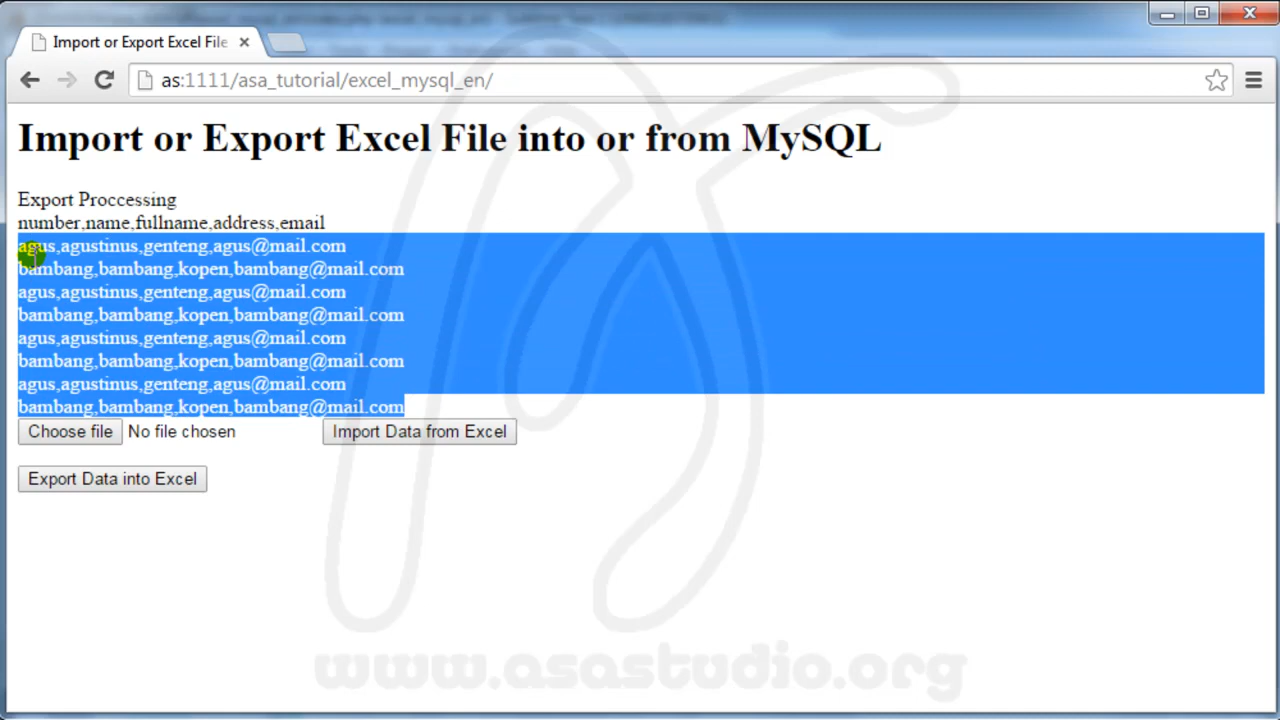 Import or Export Excel File
as:1111/asa_tutorial/excel_mysql_en/
Import or Export Excel File into or from MySQL
Export Proccessing
number,name,fullname,address,email
agus,agustinus,genteng,agus@mail.com
bambang,bambang,kopen,bambang@mail.com
agus,agustinus,genteng,agus@mail.com
bambang,bambang,kopen,bambang@mail.com
agus,agustinus,genteng,agus@mail.com
bambang,bambang,kopen,bambang@mail.com
agus,agustinus,genteng,agus@mail.com
bambang,bambang,kopen,bambang@mail.com
Choose file No file chosen Import Data from Excel
Export Data into Excel
www.asastudio.org